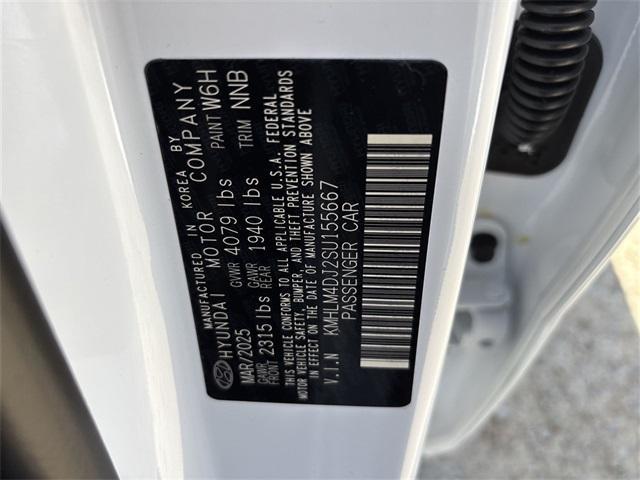 MANUFACTURED IN KOREA BY
HYUNDAI MOTOR COMPANY
MAR/2025 GVWR 4079 lbs PAINT W6H
GAWR FRONT 2315 lbs GAWR REAR 1940 lbs TRIM NNB
THIS VEHICLE CONFORMS TO ALL APPLICABLE U.S.A. FEDERAL
MOTOR VEHICLE SAFETY, BUMPER, AND THEFT PREVENTION STANDARDS
IN EFFECT ON THE DATE OF MANUFACTURE SHOWN ABOVE
V.I.N KMHLM4DJ2SU155667
PASSENGER CAR